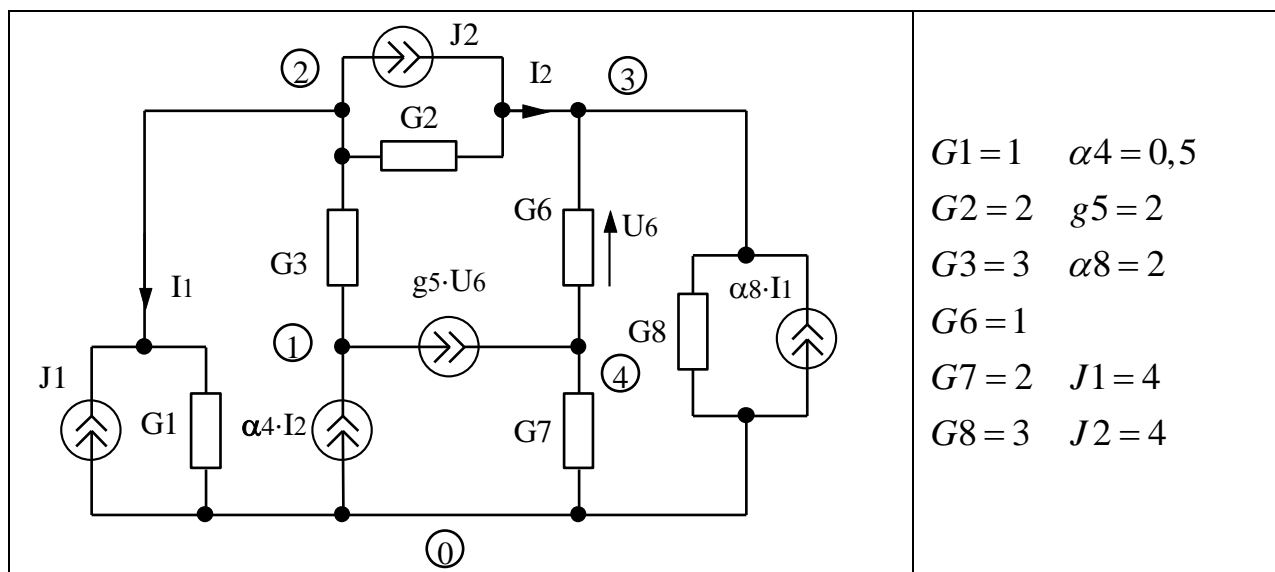 J2
2
I2
3
G2
G6
U6
G3
g5·U6
I1
α8·I1
G8
1
4
J1
G1
α4·I2
G7
0
G1=1 α4=0,5
G2=2 g5=2
G3=3 α8=2
G6=1
G7=2 J1=4
G8=3 J2=4